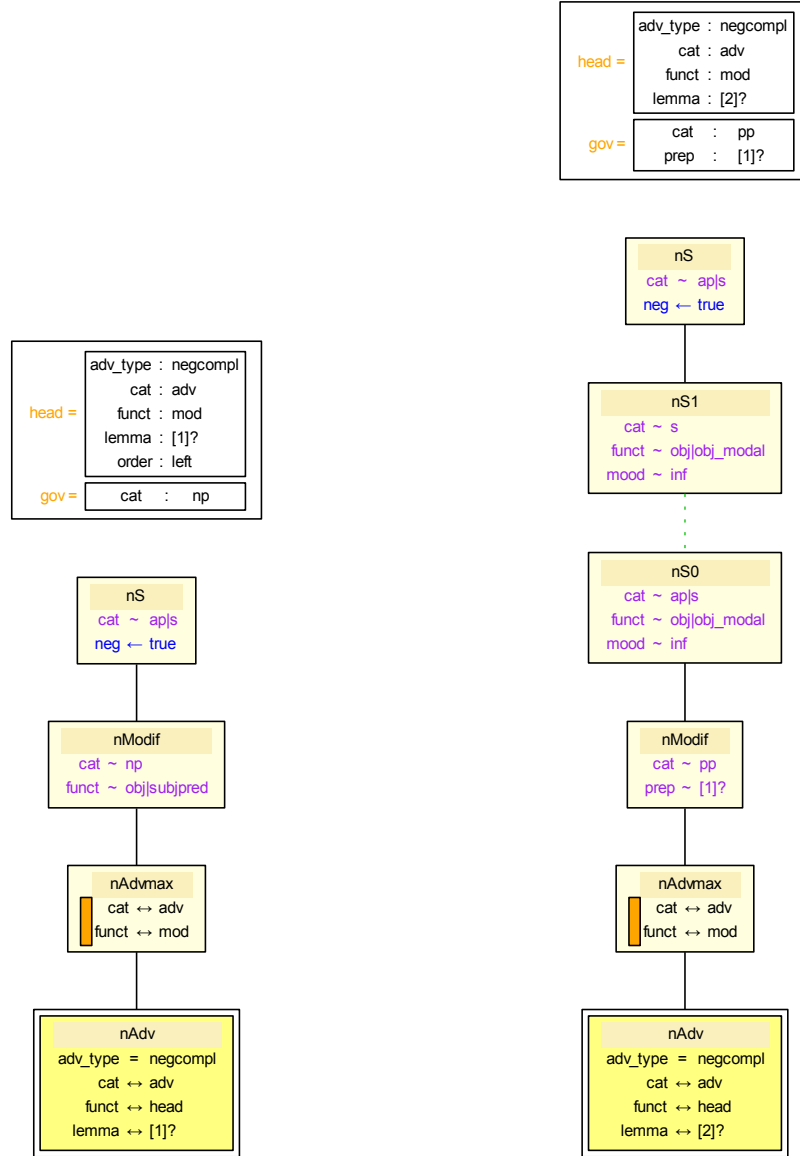 head =
adv_type : negcompl
cat : adv
funct : mod
lemma : [1]?
order : left
gov =
cat : np
nS
cat ~ ap|s
neg ← true
nModif
cat ~ np
funct ~ obj|subjpred
nAdvmax
cat ↔ adv
funct ↔ mod
nAdv
adv_type = negcompl
cat ↔ adv
funct ↔ head
lemma ↔ [1]?
head =
adv_type : negcompl
cat : adv
funct : mod
lemma : [2]?
gov =
cat : pp
prep : [1]?
nS
cat ~ ap|s
neg ← true
nS1
cat ~ s
funct ~ obj|obj_modal
mood ~ inf
nS0
cat ~ ap|s
funct ~ obj|obj_modal
mood ~ inf
nModif
cat ~ pp
prep ~ [1]?
nAdvmax
cat ↔ adv
funct ↔ mod
nAdv
adv_type = negcompl
cat ↔ adv
funct ↔ head
lemma ↔ [2]?